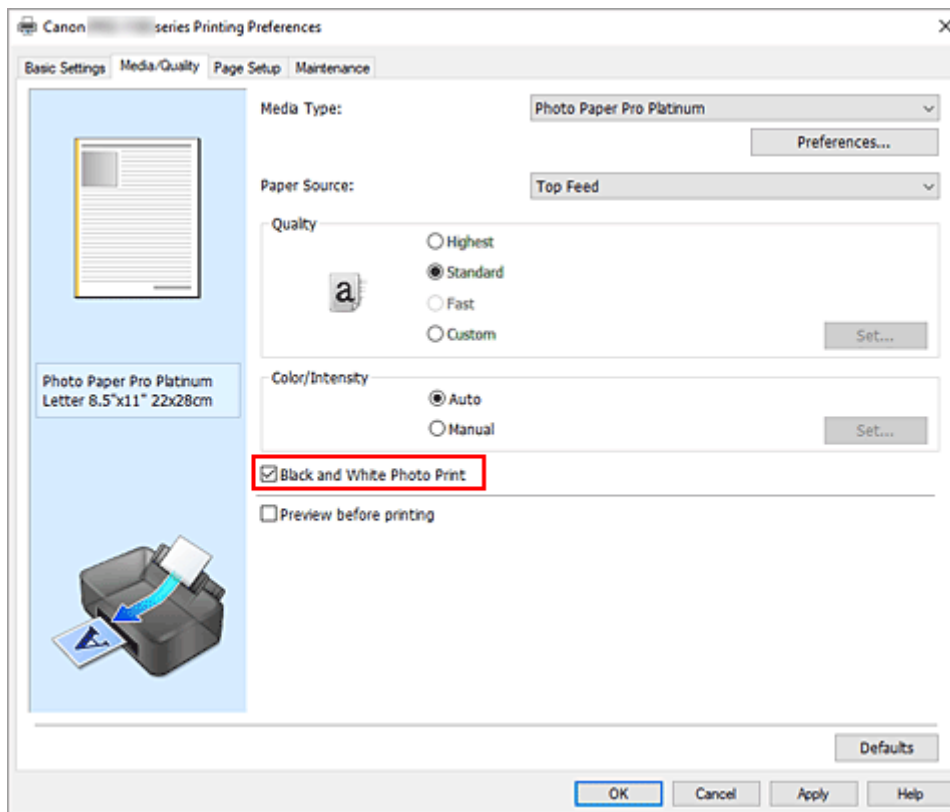 Canon series Printing Preferences
Basic Settings Media/Quality Page Setup Maintenance
Media Type: Photo Paper Pro Platinum
Preferences...
Paper Source: Top Feed
Quality
Highest
Standard
a
Fast
Custom Set...
Photo Paper Pro Platinum
Letter 8.5"x11" 22x28cm
Color/Intensity
Auto
Manual Set...
Black and White Photo Print
Preview before printing
A
Defaults
OK Cancel Apply Help